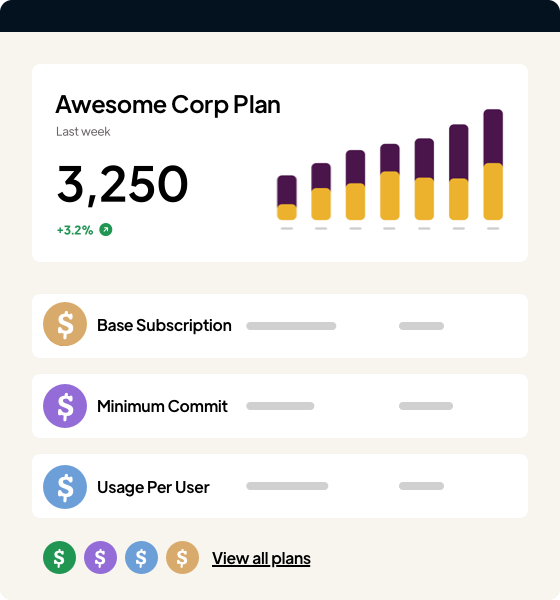 Awesome Corp Plan
Last week
3,250
+3.2%
$ Base Subscription
$ Minimum Commit
$ Usage Per User
$ $ $ $ View all plans